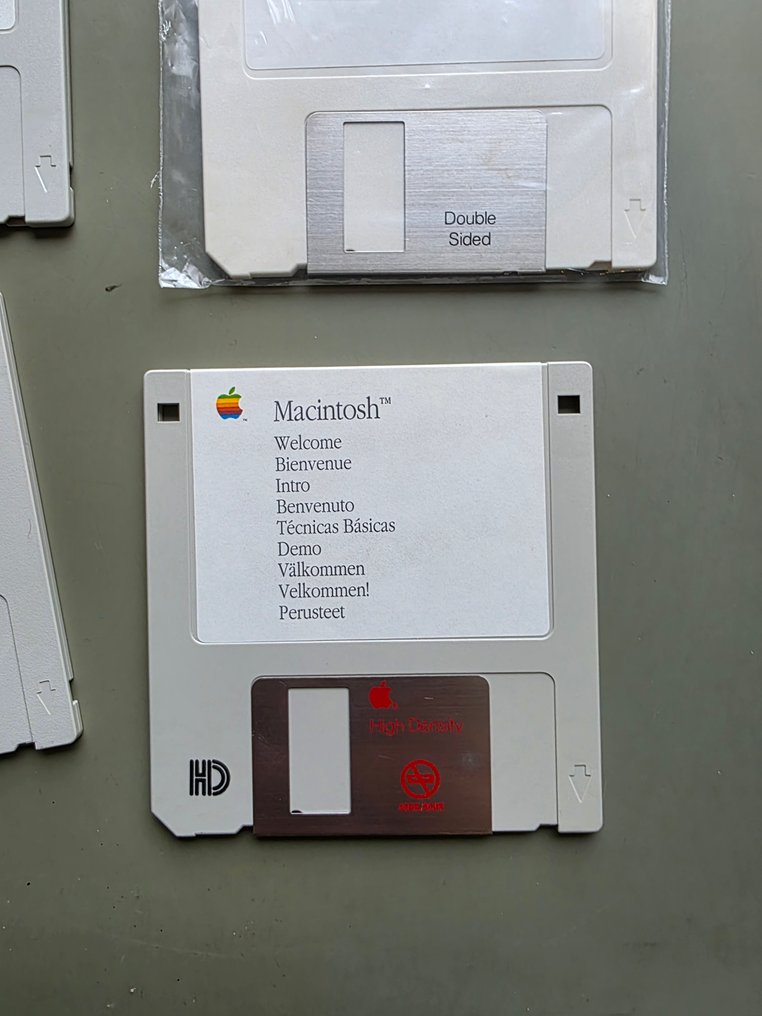 Double
Sided
Macintosh™
Welcome
Bienvenue
Intro
Benvenuto
Técnicas Básicas
Demo
Välkommen
Velkommen!
Perusteet
High Density
HD